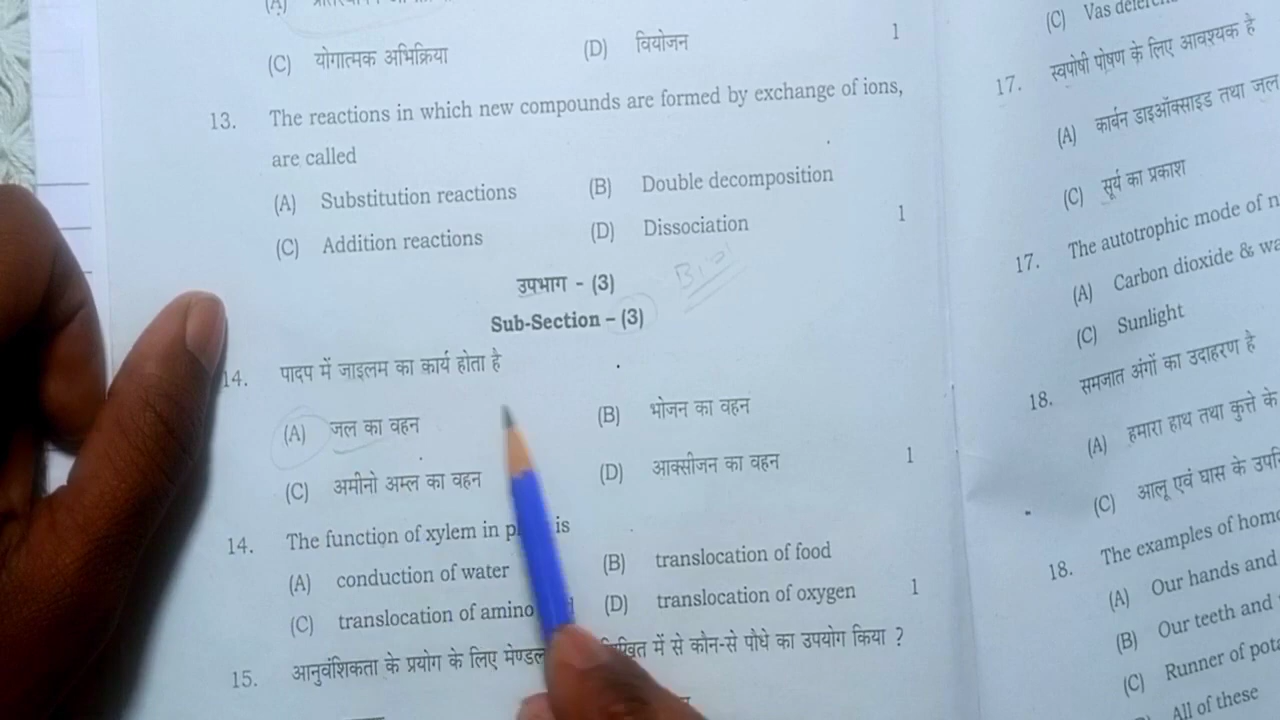 (A)
(C) योगात्मक अभिक्रिया (D) वियोजन 1
13. The reactions in which new compounds are formed by exchange of ions,
are called
(A) Substitution reactions (B) Double decomposition
(C) Addition reactions (D) Dissociation 1
उपभाग - (3)
Sub-Section – (3)
14. पादप में जाइलम का कार्य होता है
(A) जल का वहन (B) भोजन का वहन
(C) अमीनो अम्ल का वहन (D) आक्सीजन का वहन 1
14. The function of xylem in is
(A) conduction of water (B) translocation of food
(C) translocation of amino (D) translocation of oxygen 1
15. आनुवंशिकता के प्रयोग के लिए में से कौन-से पौधे का उपयोग किया ?
(C) Vas
17. स्वपोषी पोषण के लिए आवश्यक है
(A) कार्बन डाइऑक्साइड तथा जल
(C) सूर्य का प्रकाश
17. The autotrophic mode of
(A) Carbon dioxide &
(C) Sunlight
18. समजात अंगों का उदाहरण है
(A) हमारा हाथ तथा कुत्ते के
(C) आलू एवं घास के
18. The examples of
(A) Our hands and
(B) Our teeth and
(C) Runner of
All of these